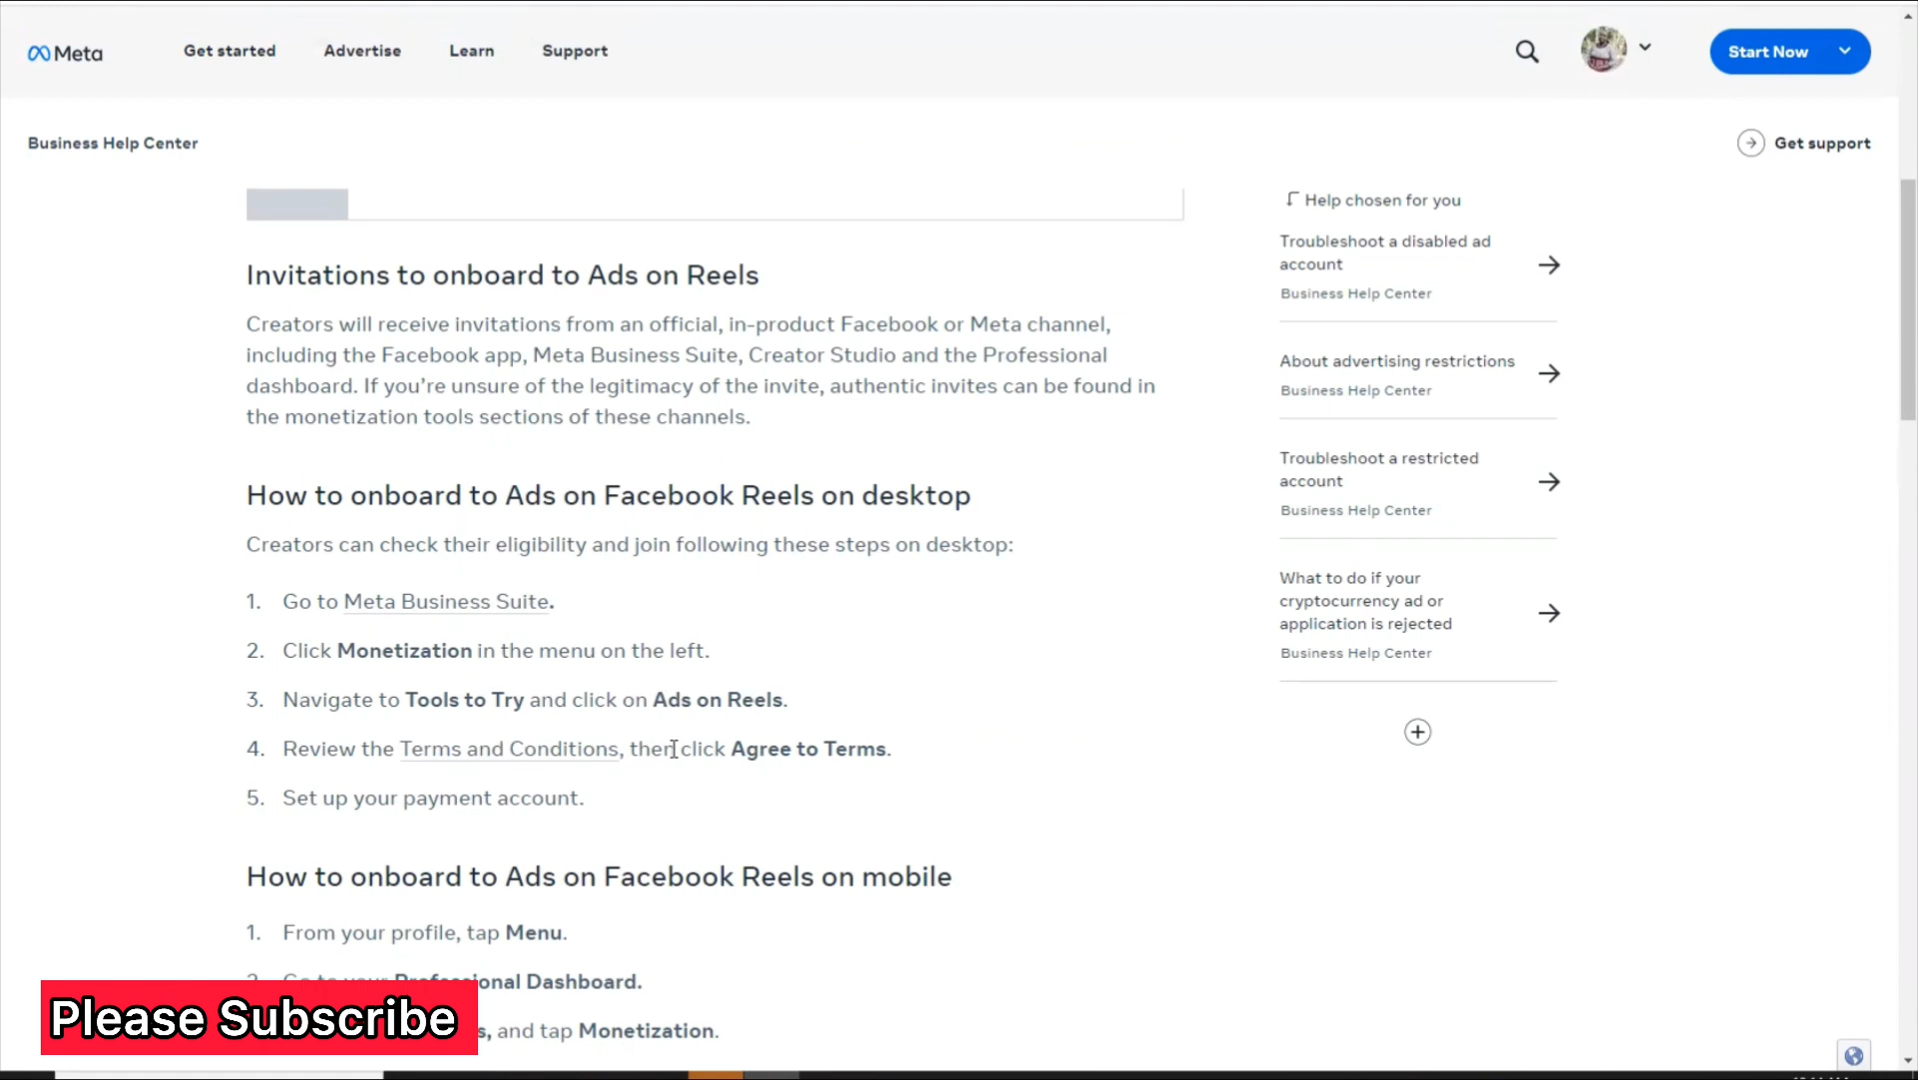 Meta
Get started
Advertise
Learn
Support
Start Now
Business Help Center
Get support
Invitations to onboard to Ads on Reels
Creators will receive invitations from an official, in-product Facebook or Meta channel,
including the Facebook app, Meta Business Suite, Creator Studio and the Professional
dashboard. If you’re unsure of the legitimacy of the invite, authentic invites can be found in
the monetization tools sections of these channels.
How to onboard to Ads on Facebook Reels on desktop
Creators can check their eligibility and join following these steps on desktop:
1. Go to Meta Business Suite.
2. Click Monetization in the menu on the left.
3. Navigate to Tools to Try and click on Ads on Reels.
4. Review the Terms and Conditions, then click Agree to Terms.
5. Set up your payment account.
How to onboard to Ads on Facebook Reels on mobile
1. From your profile, tap Menu.
2. Go to your Professional Dashboard.
and tap Monetization.
Help chosen for you
Troubleshoot a disabled ad
account
Business Help Center
About advertising restrictions
Business Help Center
Troubleshoot a restricted
account
Business Help Center
What to do if your
cryptocurrency ad or
application is rejected
Business Help Center
Please Subscribe